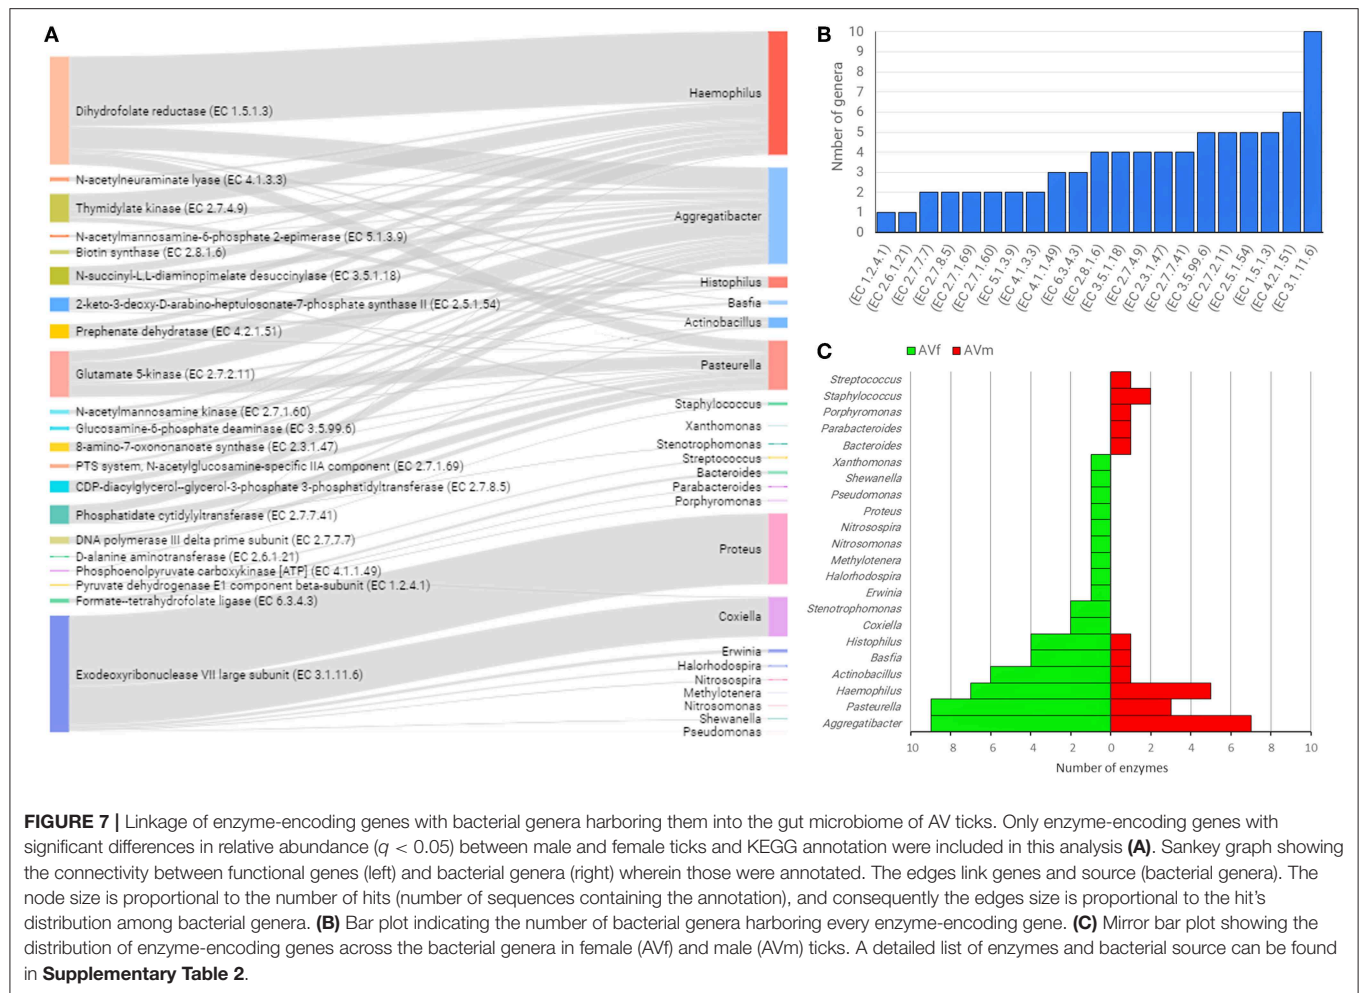 A
Dihydrofolate reductase (EC 1.5.1.3)
N-acetylneuraminate lyase (EC 4.1.3.3)
Thymidylate kinase (EC 2.7.4.9)
N-acetylmannosamine-6-phosphate 2-epimerase (EC 5.1.3.9)
Biotin synthase (EC 2.8.1.6)
N-succinyl-L,L-diaminopimelate desuccinylase (EC 3.5.1.18)
2-keto-3-deoxy-D-arabino-heptulosonate-7-phosphate synthase II (EC 2.5.1.54)
Prephenate dehydratase (EC 4.2.1.51)
Glutamate 5-kinase (EC 2.7.2.11)
N-acetylmannosamine kinase (EC 2.7.1.60)
Glucosamine-6-phosphate deaminase (EC 3.5.99.6)
8-amino-7-oxononanoate synthase (EC 2.3.1.47)
PTS system, N-acetylglucosamine-specific IIA component (EC 2.7.1.69)
CDP-diacylglycerol--glycerol-3-phosphate 3-phosphatidyltransferase (EC 2.7.8.5)
Phosphatidate cytidylyltransferase (EC 2.7.7.41)
DNA polymerase III delta prime subunit (EC 2.7.7.7)
D-alanine aminotransferase (EC 2.6.1.21)
Phosphoenolpyruvate carboxykinase [ATP] (EC 4.1.1.49)
Pyruvate dehydrogenase E1 component beta-subunit (EC 1.2.4.1)
Formate--tetrahydrofolate ligase (EC 6.3.4.3)
Exodeoxyribonuclease VII large subunit (EC 3.1.11.6)
Haemophilus
Aggregatibacter
Histophilus
Basfia
Actinobacillus
Pasteurella
Staphylococcus
Xanthomonas
Stenotrophomonas
Streptococcus
Bacteroides
Parabacteroides
Porphyromonas
Proteus
Coxiella
Erwinia
Halorhodospira
Nitrosospira
Methylotenera
Nitrosomonas
Shewanella
Pseudomonas
B
Nmber of genera
10
9
8
7
6
5
4
3
2
1
0
(EC 1.2.4.1)
(EC 2.6.1.21)
(EC 2.7.7.7)
(EC 2.7.8.5)
(EC 2.7.1.69)
(EC 2.7.1.60)
(EC 5.1.3.9)
(EC 4.1.3.3)
(EC 4.1.1.49)
(EC 6.3.4.3)
(EC 2.8.1.6)
(EC 3.5.1.18)
(EC 2.7.4.9)
(EC 2.3.1.47)
(EC 2.7.7.41)
(EC 3.5.99.6)
(EC 2.7.2.11)
(EC 2.5.1.54)
(EC 1.5.1.3)
(EC 4.2.1.51)
(EC 3.1.11.6)
C
AVf AVm
Streptococcus
Staphylococcus
Porphyromonas
Parabacteroides
Bacteroides
Xanthomonas
Shewanella
Pseudomonas
Proteus
Nitrosospira
Nitrosomonas
Methylotenera
Halorhodospira
Erwinia
Stenotrophomonas
Coxiella
Histophilus
Basfia
Actinobacillus
Haemophilus
Pasteurella
Aggregatibacter
10 8 6 4 2 0 2 4 6 8 10
Number of enzymes
FIGURE 7 | Linkage of enzyme-encoding genes with bacterial genera harboring them into the gut microbiome of AV ticks. Only enzyme-encoding genes with
significant differences in relative abundance (q < 0.05) between male and female ticks and KEGG annotation were included in this analysis (A). Sankey graph showing
the connectivity between functional genes (left) and bacterial genera (right) wherein those were annotated. The edges link genes and source (bacterial genera). The
node size is proportional to the number of hits (number of sequences containing the annotation), and consequently the edges size is proportional to the hit's
distribution among bacterial genera. (B) Bar plot indicating the number of bacterial genera harboring every enzyme-encoding gene. (C) Mirror bar plot showing the
distribution of enzyme-encoding genes across the bacterial genera in female (AVf) and male (AVm) ticks. A detailed list of enzymes and bacterial source can be found
in Supplementary Table 2.